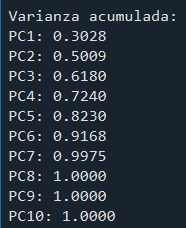 Varianza acumulada:
PC1: 0.3028
PC2: 0.5009
PC3: 0.6180
PC4: 0.7240
PC5: 0.8230
PC6: 0.9168
PC7: 0.9975
PC8: 1.0000
PC9: 1.0000
PC10: 1.0000